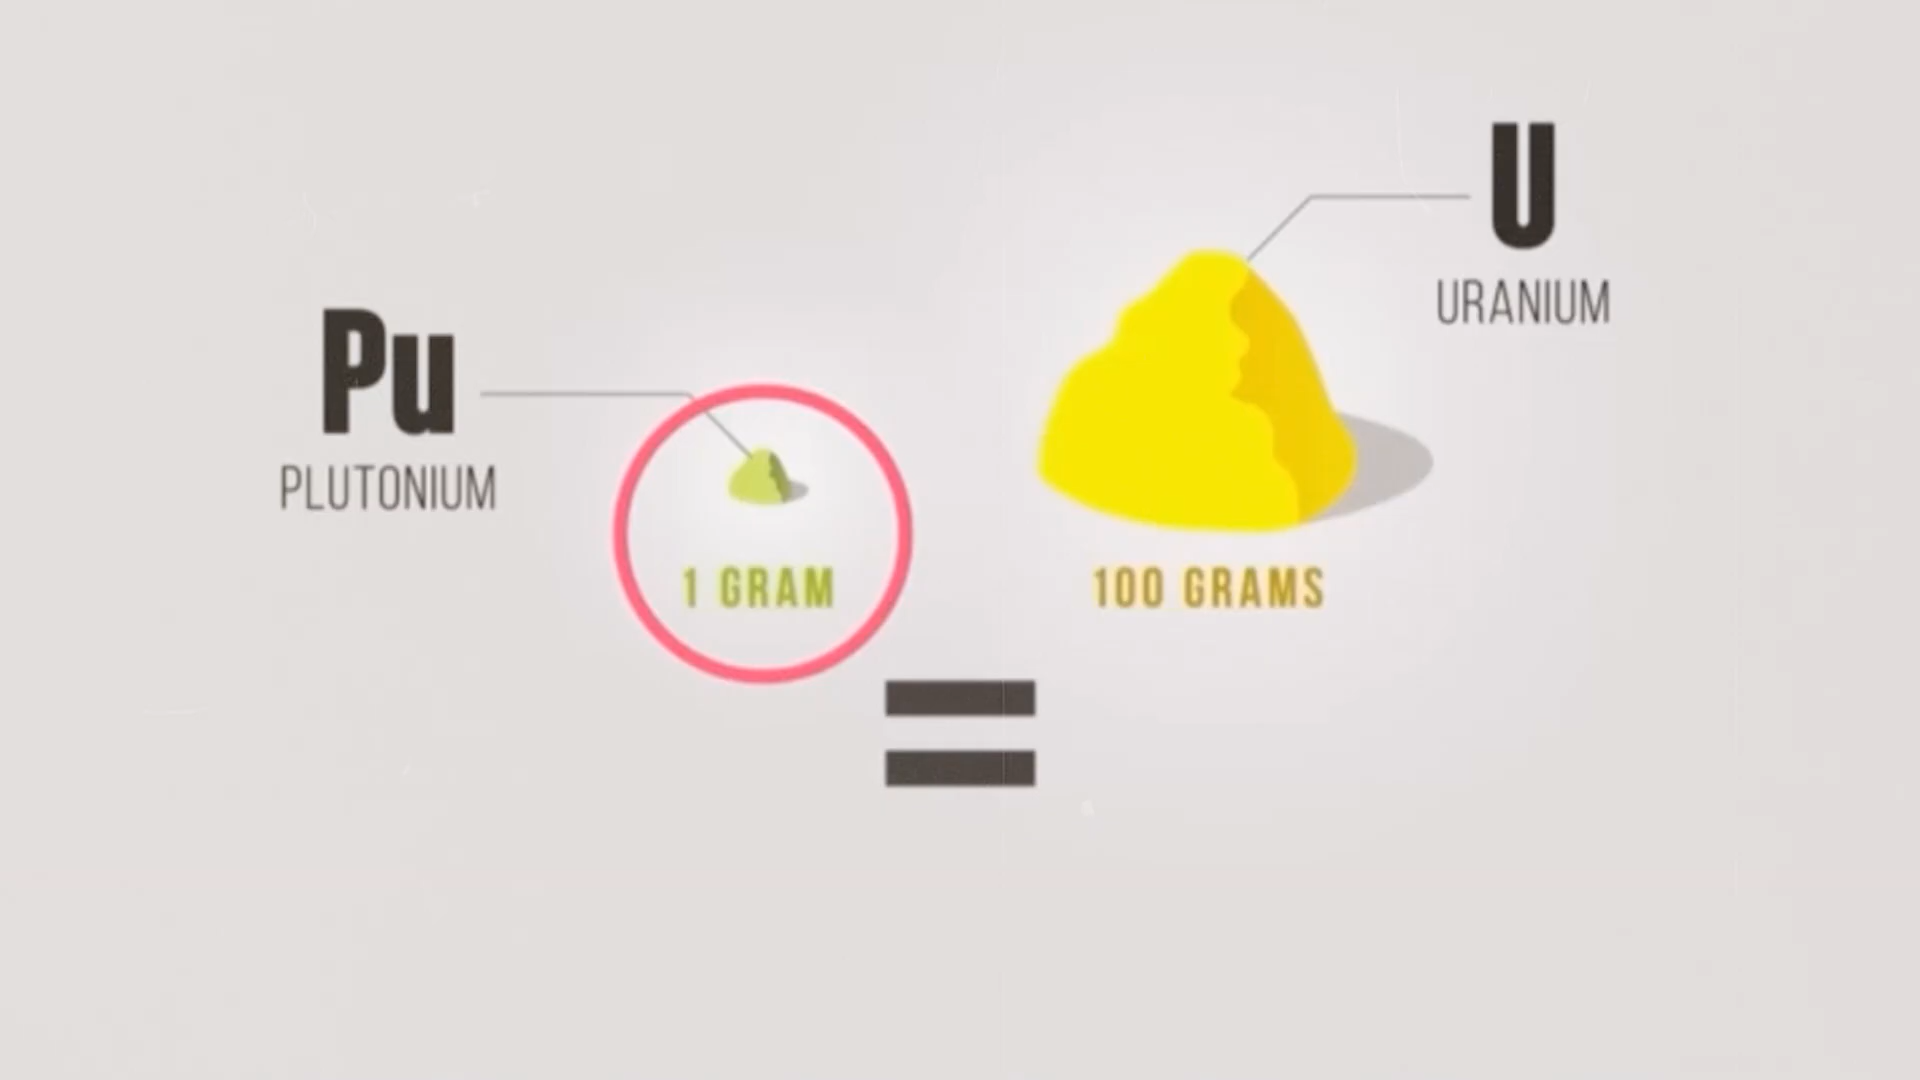 Pu
PLUTONIUM
1 GRAM
=
U
URANIUM
100 GRAMS